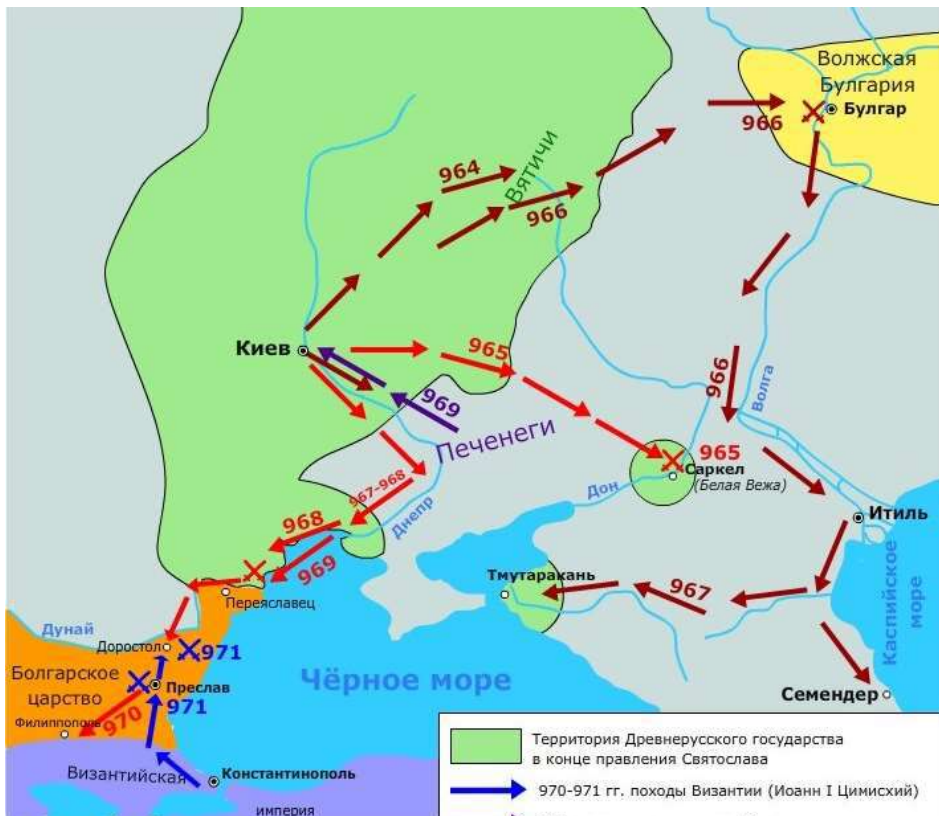 Волжская
Булгария
Булгар
966
964
Вятичи
966
Киев
965
966
Волга
969
Печенеги
965
Саркел
(Белая Вежа)
Дон
967-968
Днепр
968
969
Итиль
Каспийское
море
967
Тмутаракань
Переяславец
Дунай
Доростол
971
Болгарское
царство
Преслав
971
970
Филиппополь
Чёрное море
Семендер
Византийская
империя
Константинополь
Территория Древнерусского государства
в конце правления Святослава
970-971 гг. походы Византии (Иоанн I Цимисхий)